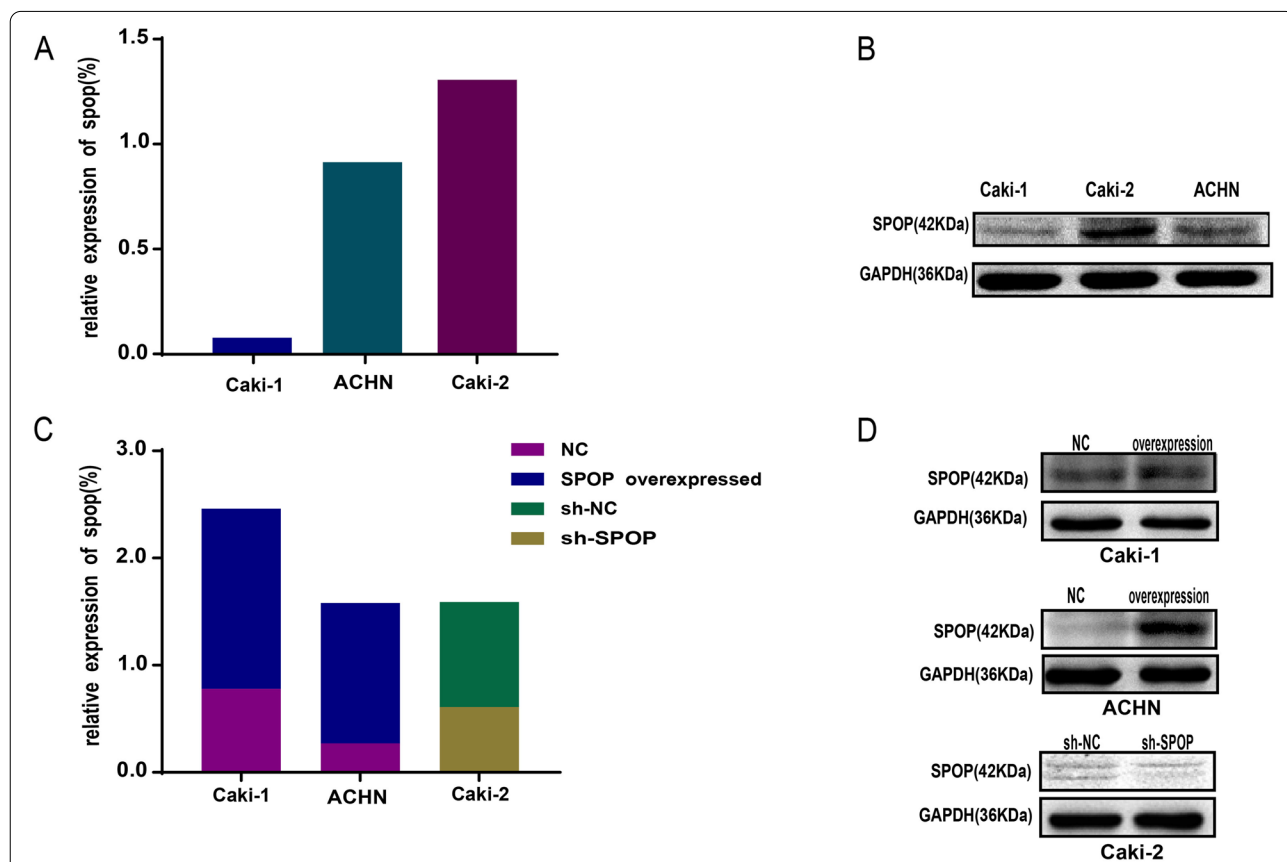 A
relative expression of spop(%)
1.5
1.0
0.5
0.0
Caki-1 ACHN Caki-2
B
Caki-1 Caki-2 ACHN
SPOP(42KDa)
GAPDH(36KDa)
C
relative expression of spop(%)
3.0
2.0
1.0
0.0
Caki-1 ACHN Caki-2
NC
SPOP overexpressed
sh-NC
sh-SPOP
D
NC overexpression
SPOP(42KDa)
GAPDH(36KDa)
Caki-1
NC overexpression
SPOP(42KDa)
GAPDH(36KDa)
ACHN
sh-NC sh-SPOP
SPOP(42KDa)
GAPDH(36KDa)
Caki-2